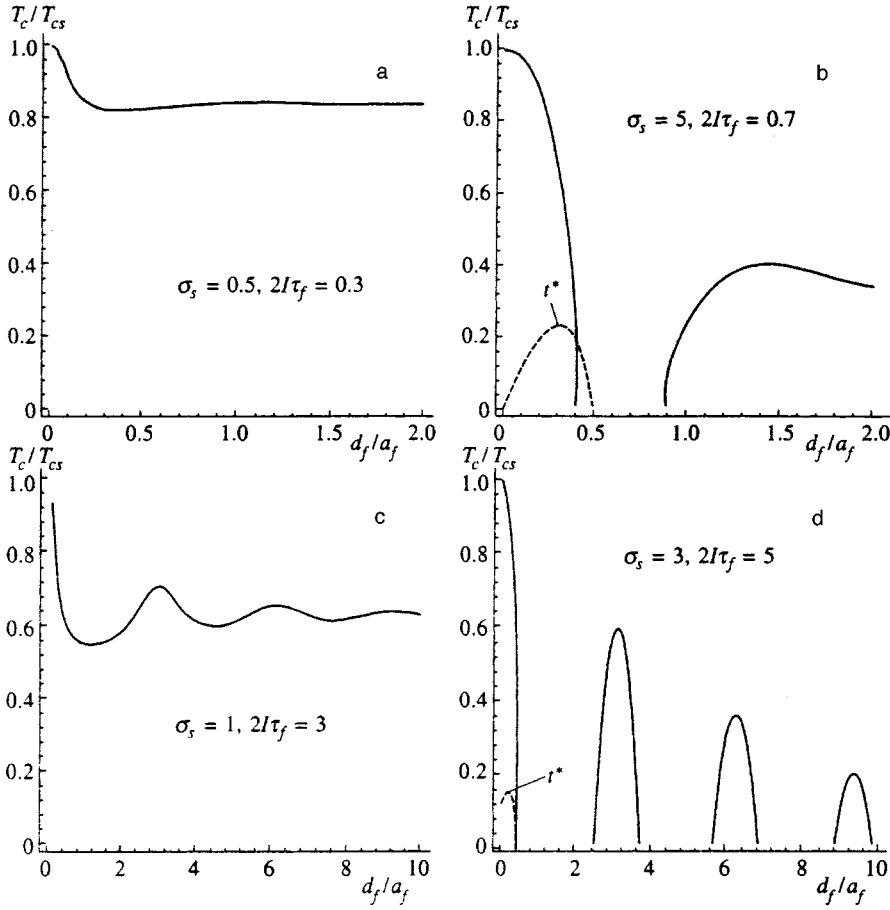 T_c / T_cs
1.0
0.8
0.6
0.4
0.2
0
a
σ_s = 0.5, 2Iτ_f = 0.3
0 0.5 1.0 1.5 2.0
d_f / a_f
T_c / T_cs
1.0
0.8
0.6
0.4
0.2
0
b
σ_s = 5, 2Iτ_f = 0.7
t*
0 0.5 1.0 1.5 2.0
d_f / a_f
T_c / T_cs
1.0
0.8
0.6
0.4
0.2
0
c
σ_s = 1, 2Iτ_f = 3
0 2 4 6 8 10
d_f / a_f
T_c / T_cs
1.0
0.8
0.6
0.4
0.2
0
d
σ_s = 3, 2Iτ_f = 5
t*
0 2 4 6 8 10
d_f / a_f